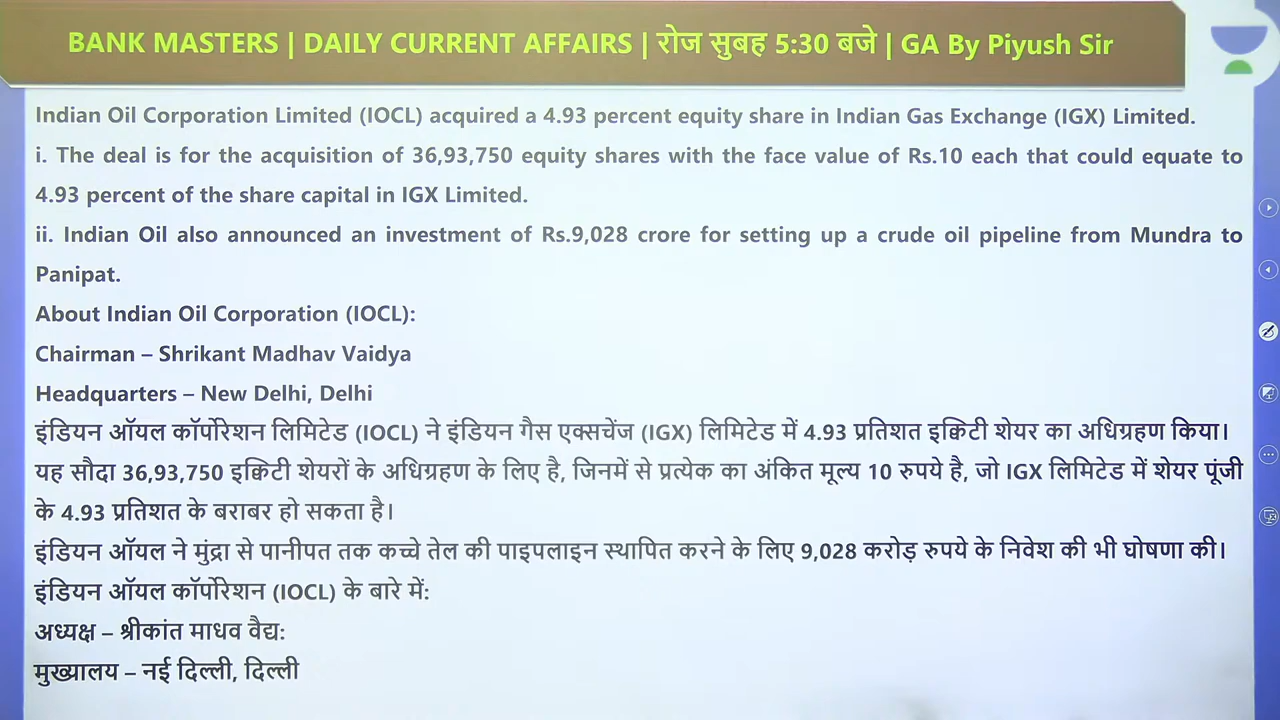 BANK MASTERS | DAILY CURRENT AFFAIRS | रोज सुबह 5:30 बजे | GA By Piyush Sir
Indian Oil Corporation Limited (IOCL) acquired a 4.93 percent equity share in Indian Gas Exchange (IGX) Limited.
i. The deal is for the acquisition of 36,93,750 equity shares with the face value of Rs.10 each that could equate to
4.93 percent of the share capital in IGX Limited.
ii. Indian Oil also announced an investment of Rs.9,028 crore for setting up a crude oil pipeline from Mundra to
Panipat.
About Indian Oil Corporation (IOCL):
Chairman – Shrikant Madhav Vaidya
Headquarters – New Delhi, Delhi
इंडियन ऑयल कॉर्पोरेशन लिमिटेड (IOCL) ने इंडियन गैस एक्सचेंज (IGX) लिमिटेड में 4.93 प्रतिशत इक्विटी शेयर का अधिग्रहण किया।
यह सौदा 36,93,750 इक्विटी शेयरों के अधिग्रहण के लिए है, जिनमें से प्रत्येक का अंकित मूल्य 10 रुपये है, जो IGX लिमिटेड में शेयर पूंजी
के 4.93 प्रतिशत के बराबर हो सकता है।
इंडियन ऑयल ने मुंद्रा से पानीपत तक कच्चे तेल की पाइपलाइन स्थापित करने के लिए 9,028 करोड़ रुपये के निवेश की भी घोषणा की।
इंडियन ऑयल कॉर्पोरेशन (IOCL) के बारे में:
अध्यक्ष – श्रीकांत माधव वैद्य:
मुख्यालय – नई दिल्ली, दिल्ली